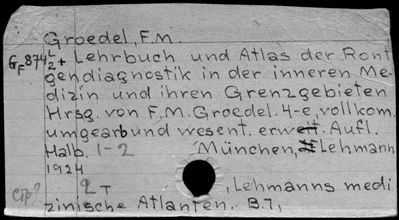 Groedel, F.M.
GF 874 L/2 + Lehrbuch und Atlas der Rönt
gendiagnostik in der inneren Me-
dizin und ihren Grenzgebieten
Hrsg. von F.M. Groedel. 4-e, vollkom.
umgearb und wesent. erweit. Aufl.
Halb. 1-2 München, Lehmann
1924
2 T , Lehmanns medi
zinische Atlanten. B.7,